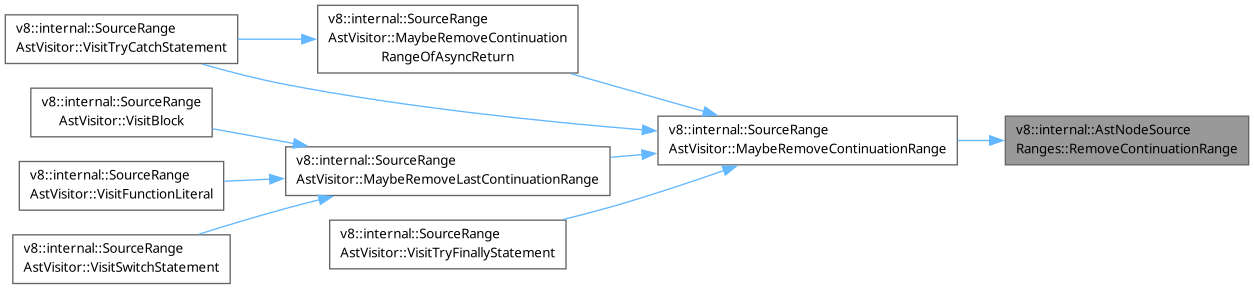 v8::internal::SourceRange
AstVisitor::VisitTryCatchStatement
v8::internal::SourceRange
AstVisitor::MaybeRemoveContinuation
RangeOfAsyncReturn
v8::internal::SourceRange
AstVisitor::VisitBlock
v8::internal::SourceRange
AstVisitor::MaybeRemoveContinuationRange
v8::internal::AstNodeSource
Ranges::RemoveContinuationRange
v8::internal::SourceRange
AstVisitor::MaybeRemoveLastContinuationRange
v8::internal::SourceRange
AstVisitor::VisitFunctionLiteral
v8::internal::SourceRange
AstVisitor::VisitTryFinallyStatement
v8::internal::SourceRange
AstVisitor::VisitSwitchStatement